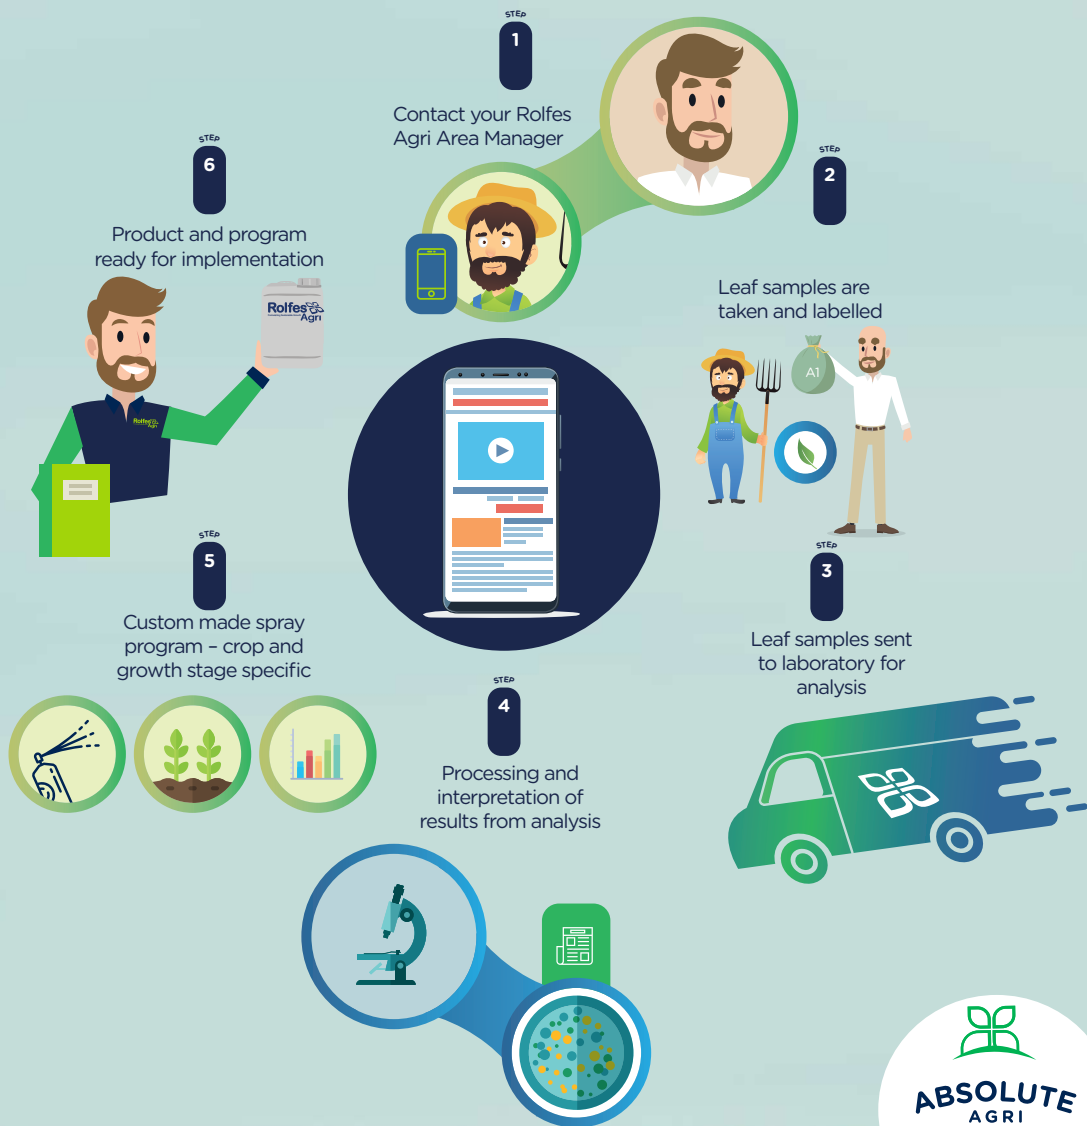 STEP
1
Contact your Rolfes
Agri Area Manager
STEP
2
Leaf samples are
taken and labelled
A1
STEP
3
Leaf samples sent
to laboratory for
analysis
STEP
4
Processing and
interpretation of
results from analysis
STEP
5
Custom made spray
program – crop and
growth stage specific
STEP
6
Product and program
ready for implementation
Rolfes
Agri
Rolfes
Agri
ABSOLUTE
AGRI